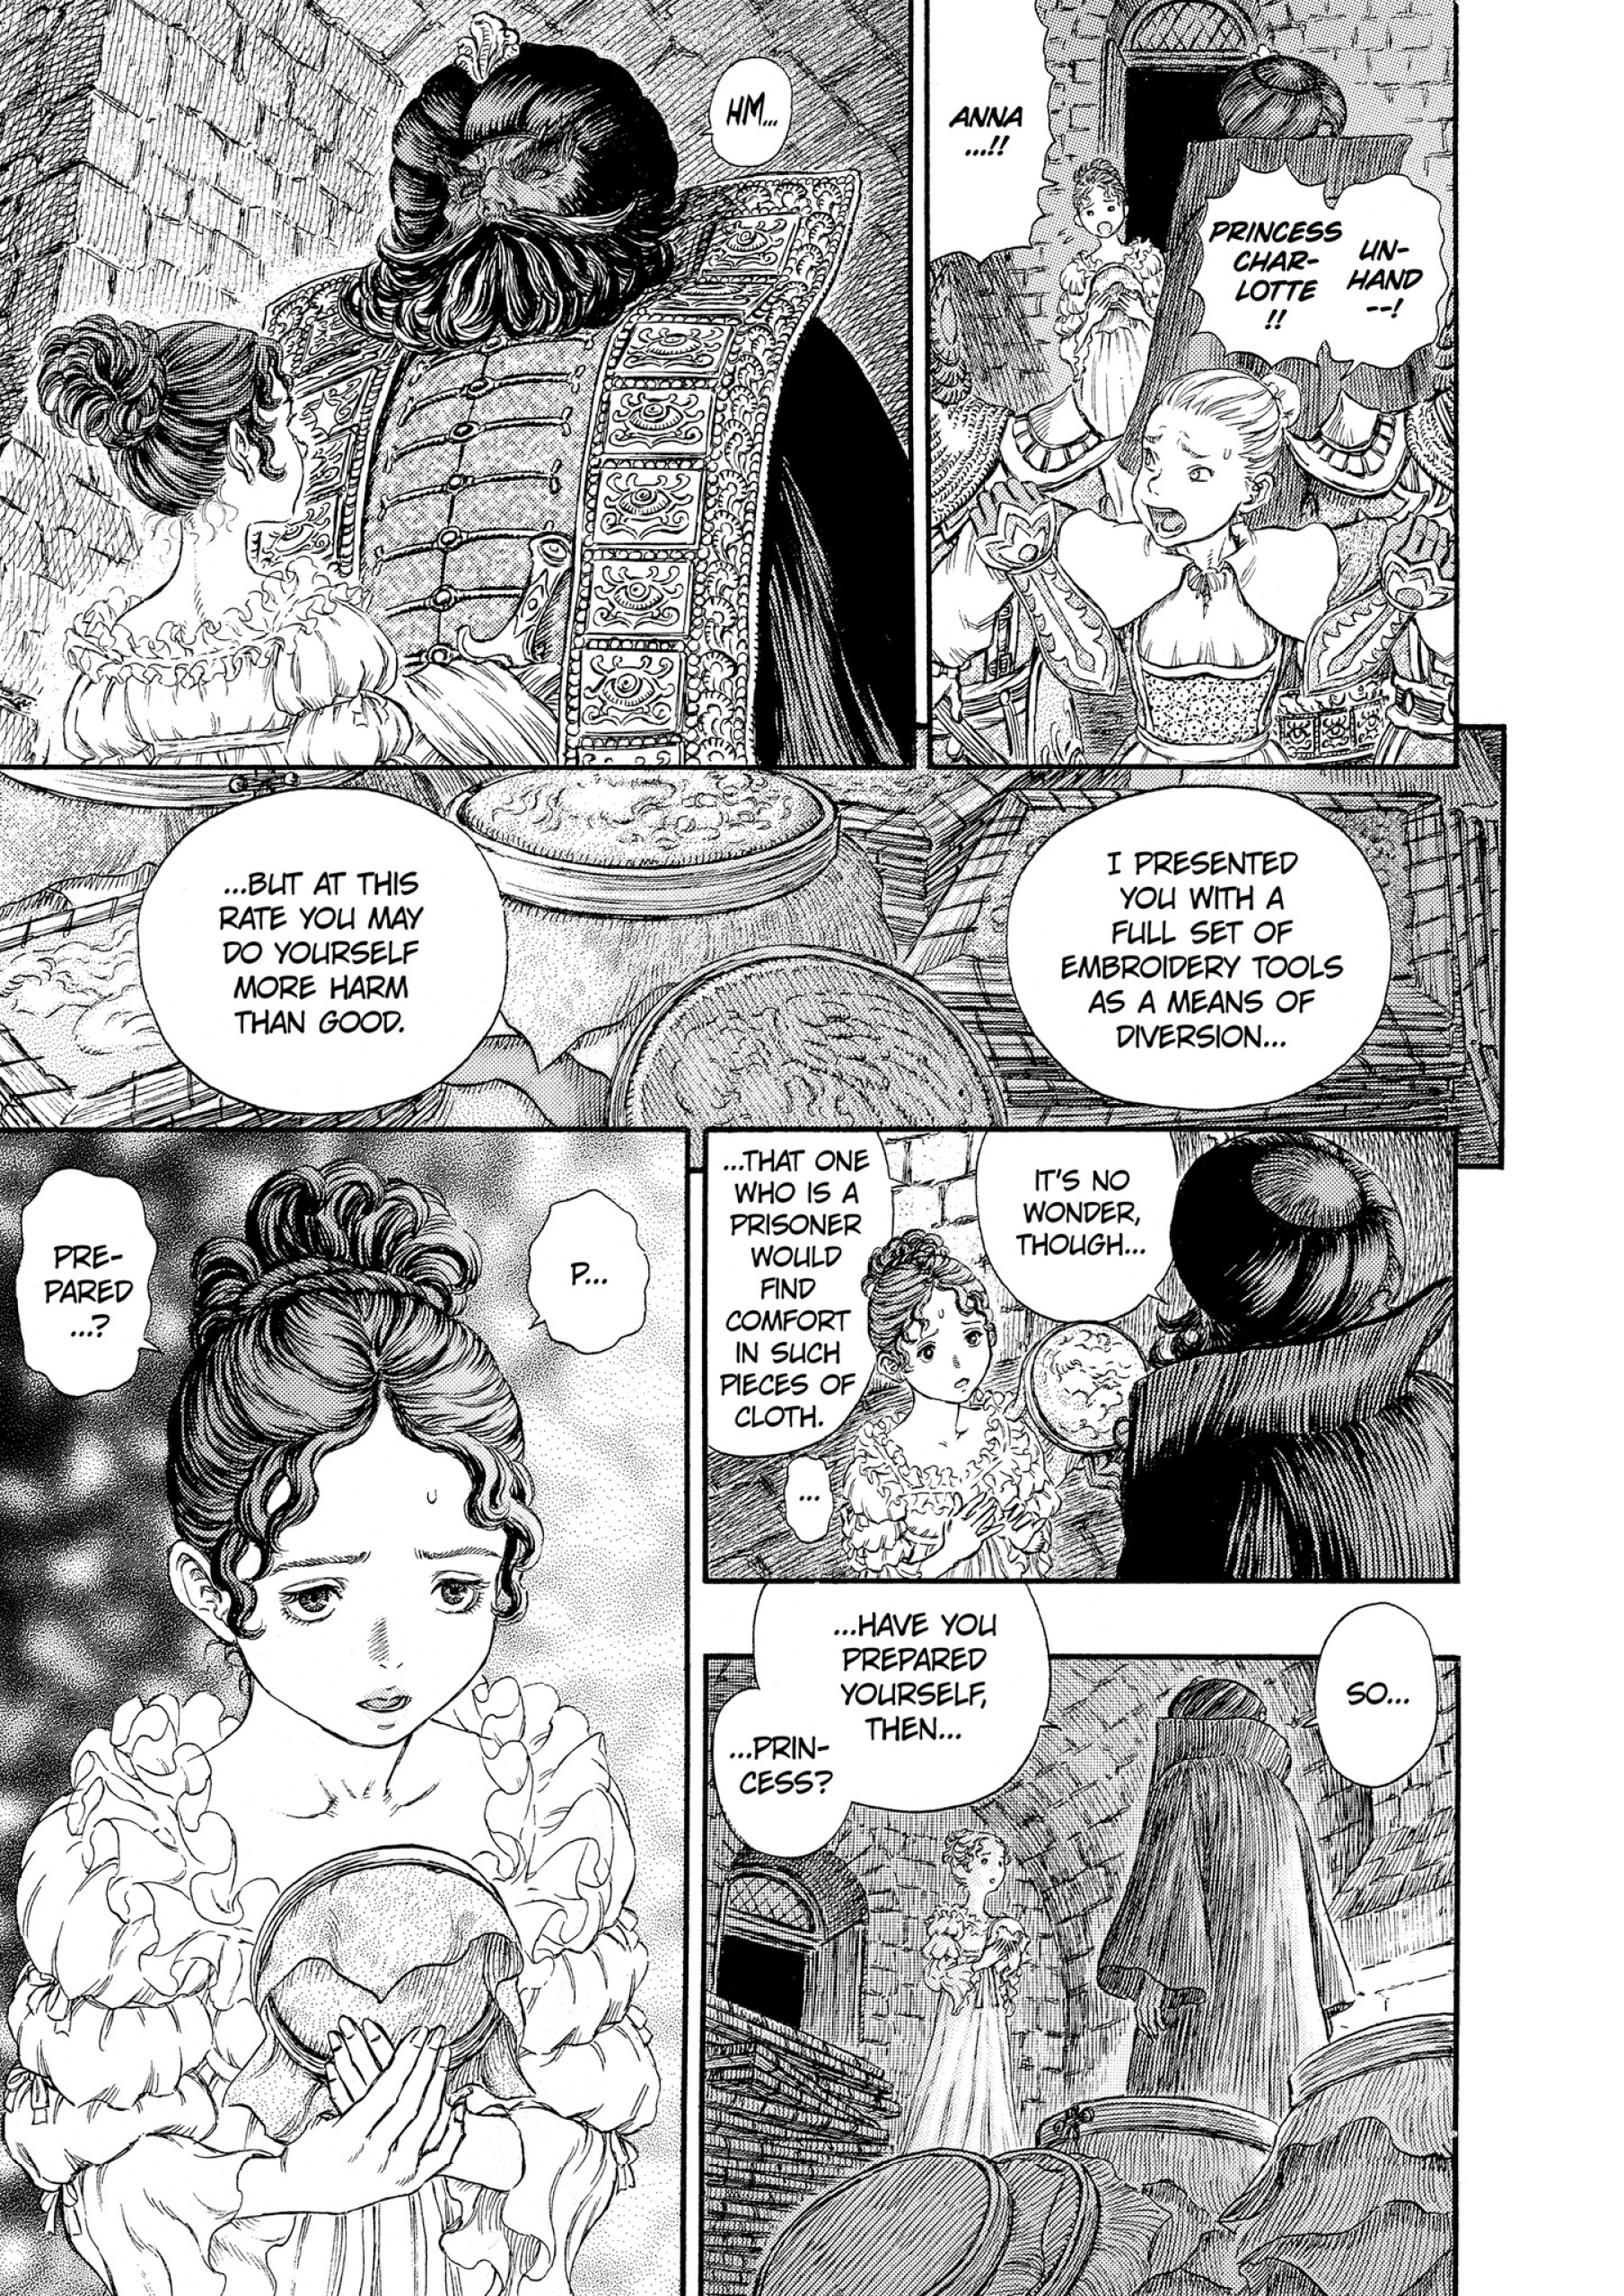 ANNA
...!!
UN-
HAND
--!
PRINCESS
CHAR-
LOTTE
!!
HM...
I PRESENTED
YOU WITH A
FULL SET OF
EMBROIDERY TOOLS
AS A MEANS OF
DIVERSION...
...BUT AT THIS
RATE YOU MAY
DO YOURSELF
MORE HARM
THAN GOOD.
IT'S NO
WONDER,
THOUGH...
...THAT ONE
WHO IS A
PRISONER
WOULD
FIND
COMFORT
IN SUCH
PIECES OF
CLOTH.
...
SO...
...HAVE YOU
PREPARED
YOURSELF,
THEN...
...PRIN-
CESS?
P...
PRE-
PARED
...?